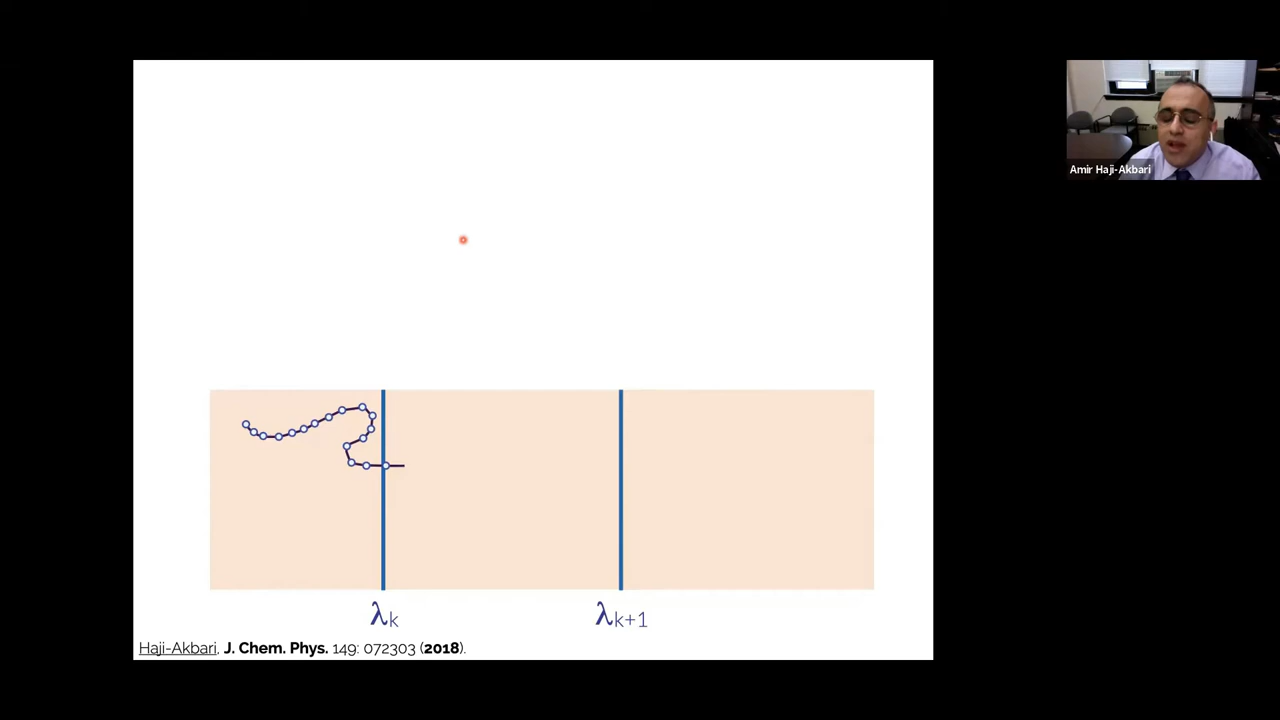 Amir Haji-Akbari
λk
λk+1
Haji-Akbari, J. Chem. Phys. 149: 072303 (2018).